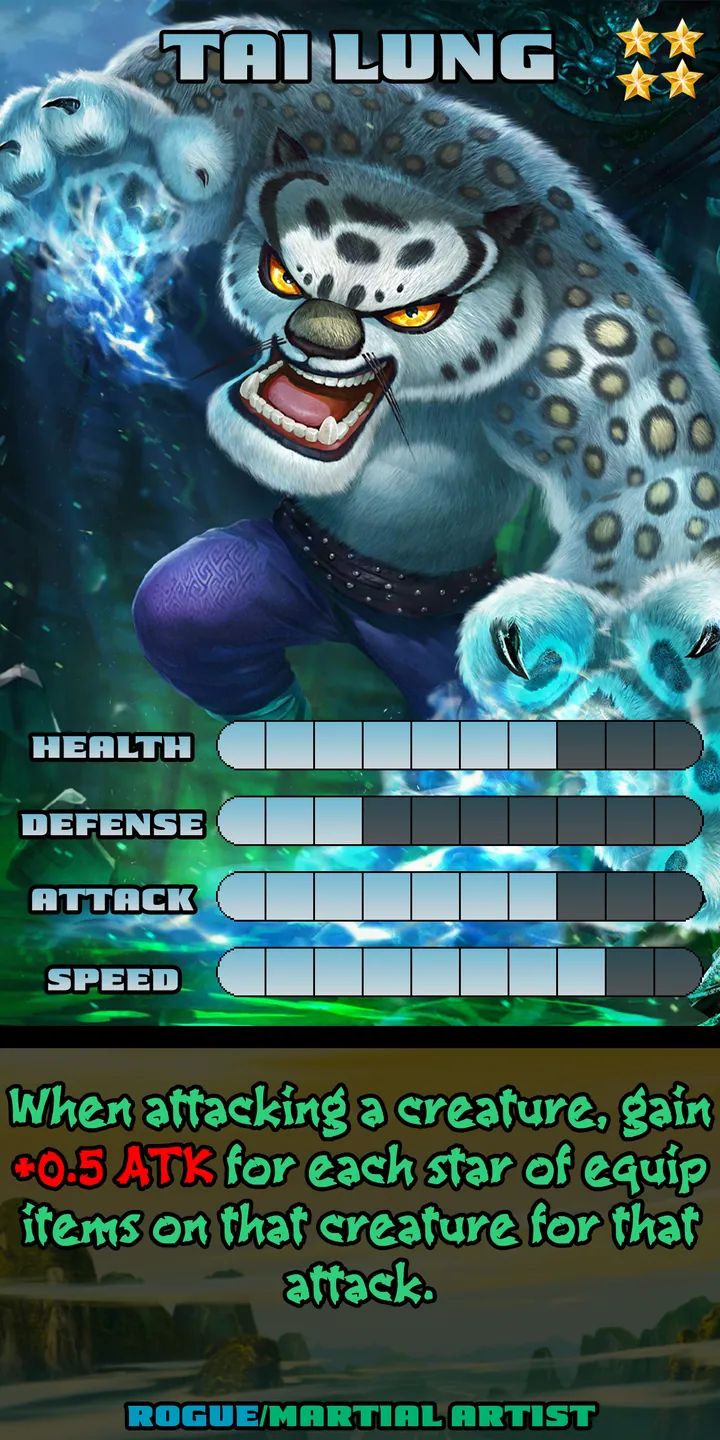 TAI LUNG
HEALTH
DEFENSE
ATTACK
SPEED
When attacking a creature, gain
+0.5 ATK for each star of equip
items on that creature for that
attack.
ROGUE/MARTIAL ARTIST